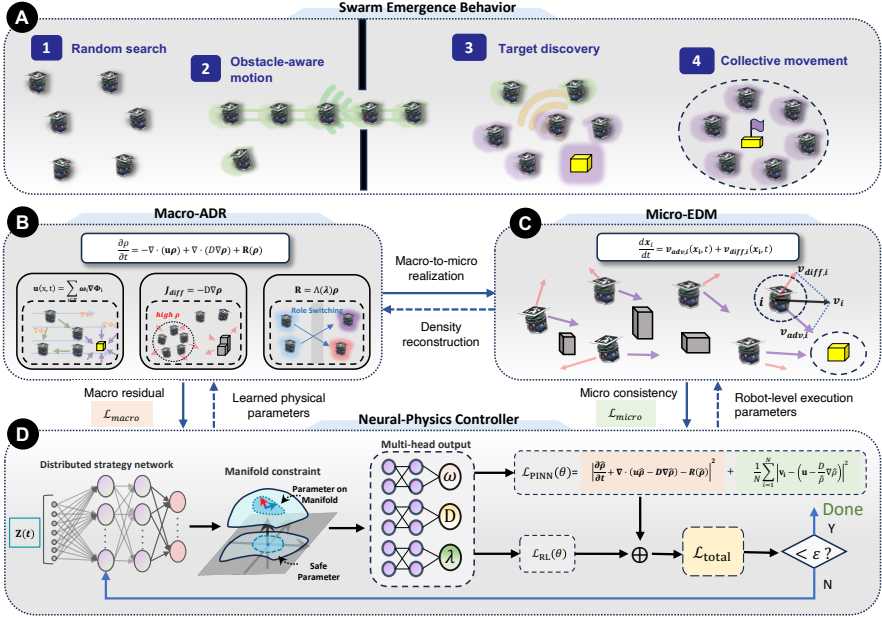 A
Swarm Emergence Behavior
1 Random search
2 Obstacle-aware
motion
3 Target discovery
4 Collective movement
B
Macro-ADR
∂ρ/∂t = −∇ · (uρ) + ∇ · (D∇ρ) + R(ρ)
J_diff = −D∇ρ
high ρ
R = Λ(λ)ρ
Role Switching
Macro-to-micro
realization
Density
reconstruction
C
Micro-EDM
dx_i/dt = v_adv,i(x_i, t) + v_diff,i(x_i, t)
v_diff,i
i
v_i
v_adv,i
Macro residual
ℒ_macro
Learned physical
parameters
Micro consistency
ℒ_micro
Robot-level execution
parameters
D
Neural-Physics Controller
Distributed strategy network
Z(t)
Manifold constraint
Parameter on
Manifold
Safe
Parameter
Multi-head output
ω
D
λ
ℒ_PINN(θ)= |∂ρ̂/∂t + ∇ · (uρ̂ − D∇ρ̂) − R(ρ̂)|² + 1/N ∑_{i=1}^{N} |v_i − (u − D/ρ̂ ∇ρ̂)|²
ℒ_RL(θ)
⊕
ℒ_total
< ε ?
Done
Y
N